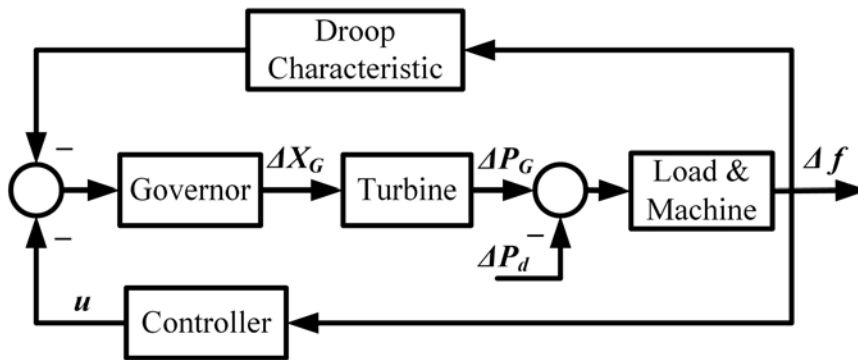 Droop
Characteristic
−
Governor
ΔX_G
Turbine
ΔP_G
Load &
Machine
Δf
−
−
ΔP_d
u
Controller